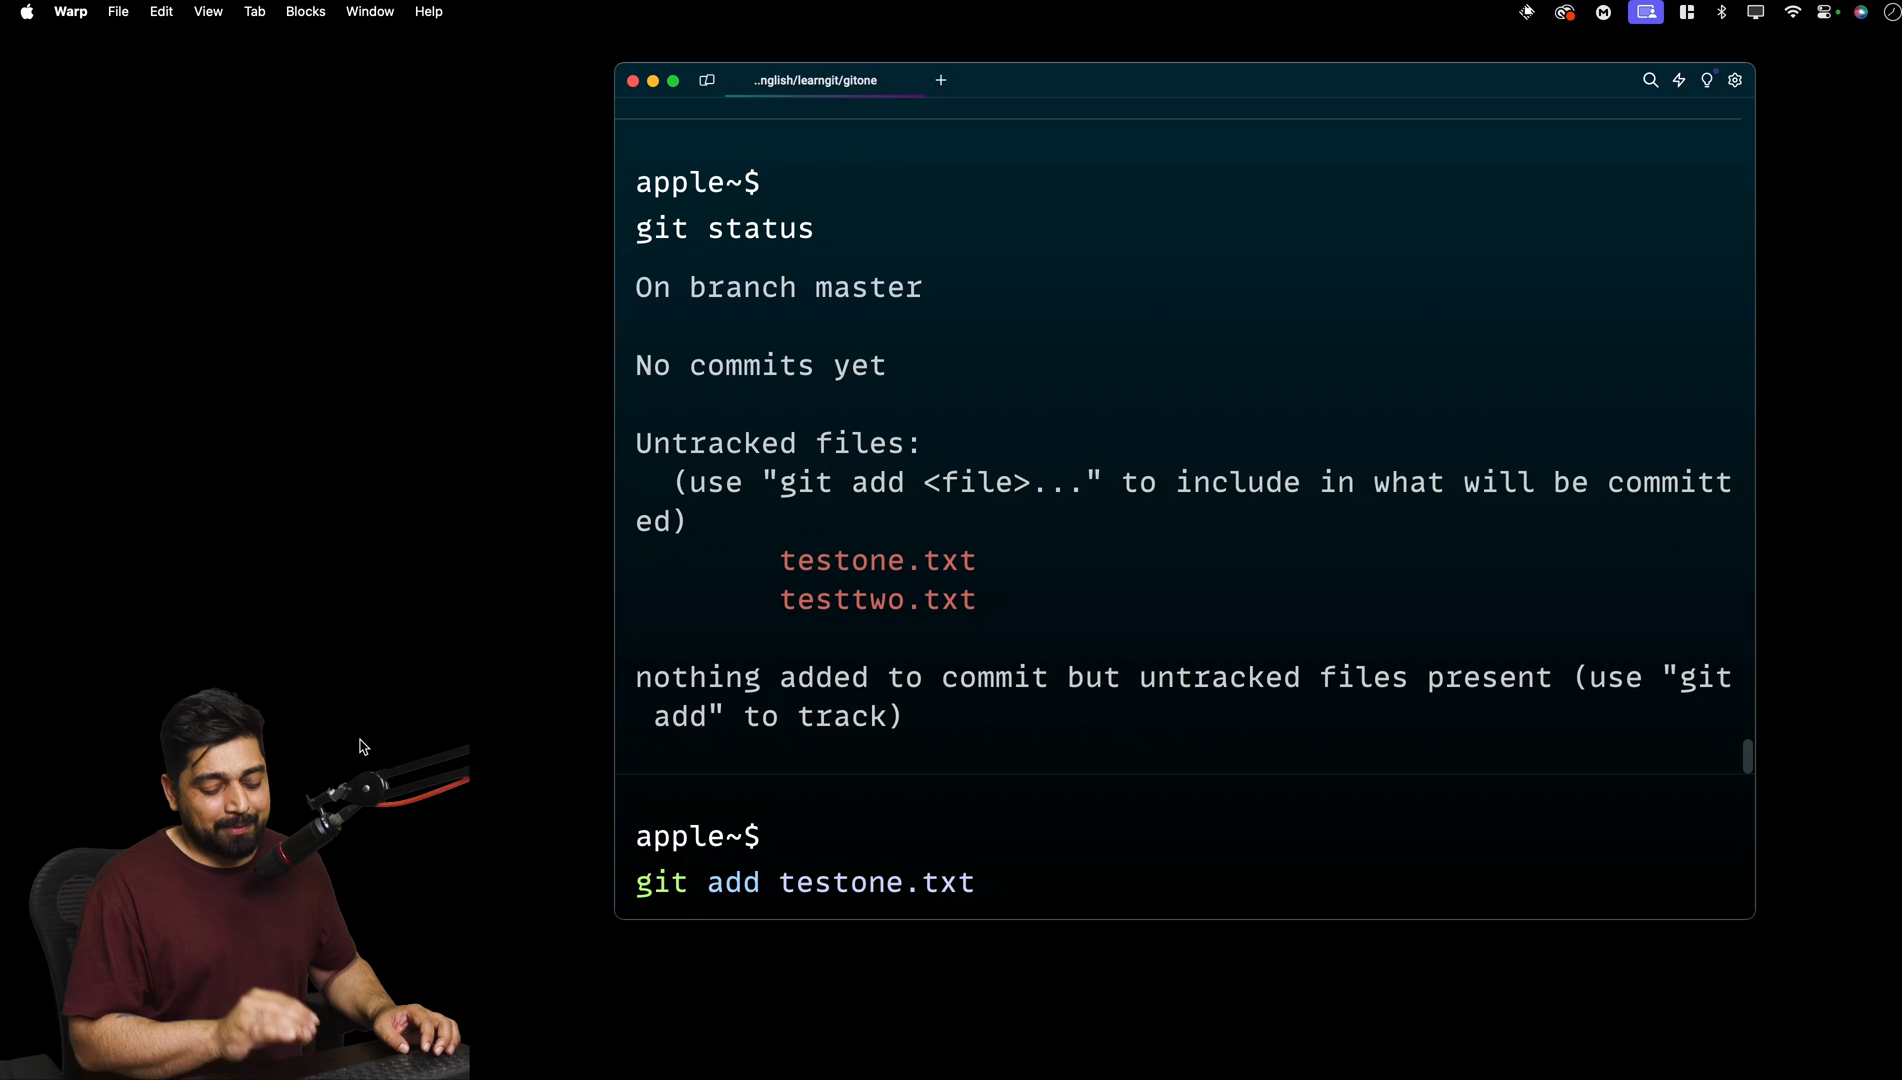 Warp File Edit View Tab Blocks Window Help
..nglish/learngit/gitone
apple~$
git status
On branch master
No commits yet
Untracked files:
(use "git add <file>..." to include in what will be committ
ed)
testone.txt
testtwo.txt
nothing added to commit but untracked files present (use "git
add" to track)
apple~$
git add testone.txt